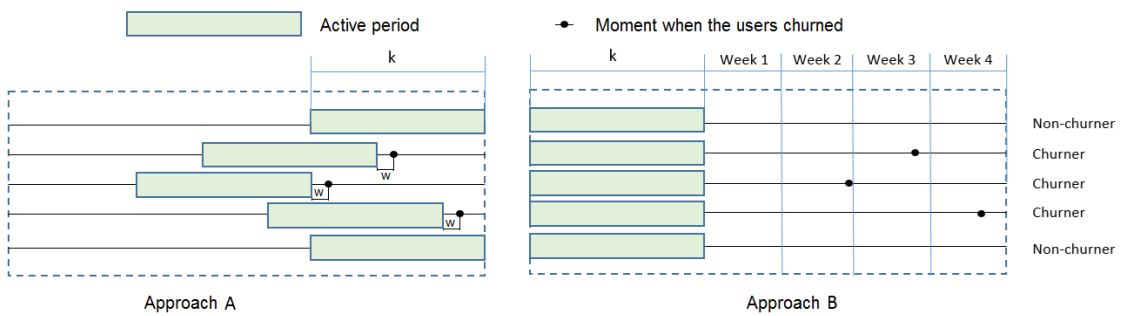 Active period
Moment when the users churned
k
k
Week 1
Week 2
Week 3
Week 4
Non-churner
Churner
w
Churner
w
Churner
w
Non-churner
Approach A
Approach B